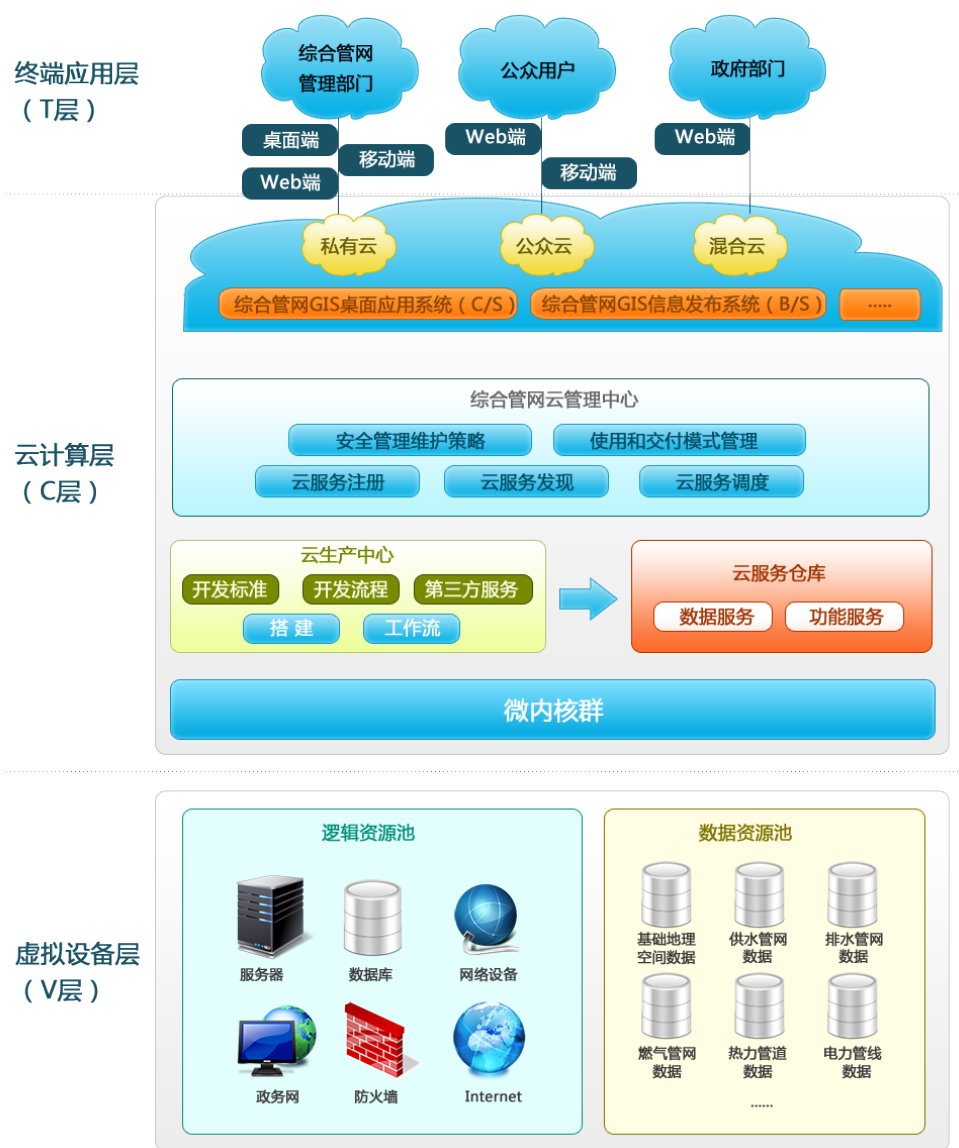 终端应用层
（T层）
综合管网
管理部门
公众用户
政府部门
桌面端
移动端
Web端
Web端
移动端
Web端
云计算层
（C层）
私有云
公众云
混合云
综合管网GIS桌面应用系统（C/S）
综合管网GIS信息发布系统（B/S）
·····
综合管网云管理中心
安全管理维护策略
使用和交付模式管理
云服务注册
云服务发现
云服务调度
云生产中心
开发标准
开发流程
第三方服务
搭 建
工作流
云服务仓库
数据服务
功能服务
微内核群
虚拟设备层
（V层）
逻辑资源池
服务器
数据库
网络设备
政务网
防火墙
Internet
数据资源池
基础地理
空间数据
供水管网
数据
排水管网
数据
燃气管网
数据
热力管道
数据
电力管线
数据
......